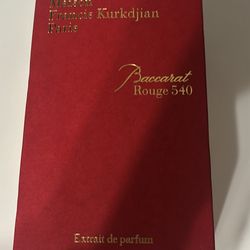 Maison
Francis Kurkdjian
Paris
Baccarat
Rouge 540
Extrait de parfum